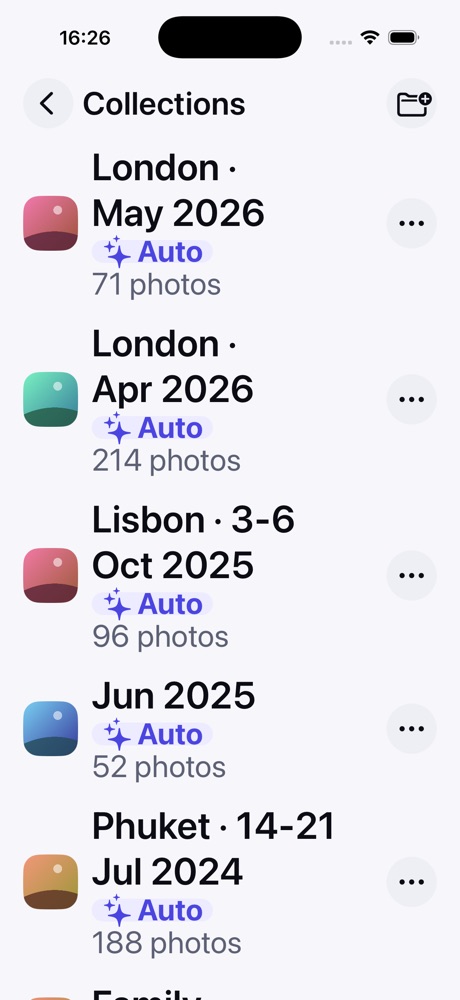 16:26
Collections
London ·
May 2026
Auto
71 photos
London ·
Apr 2026
Auto
214 photos
Lisbon · 3-6
Oct 2025
Auto
96 photos
Jun 2025
Auto
52 photos
Phuket · 14-21
Jul 2024
Auto
188 photos
Family